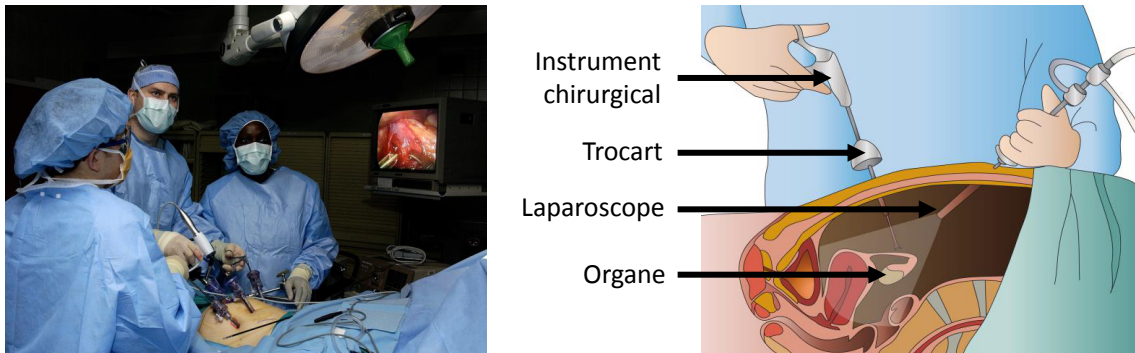 Instrument
chirurgical
Trocart
Laparoscope
Organe